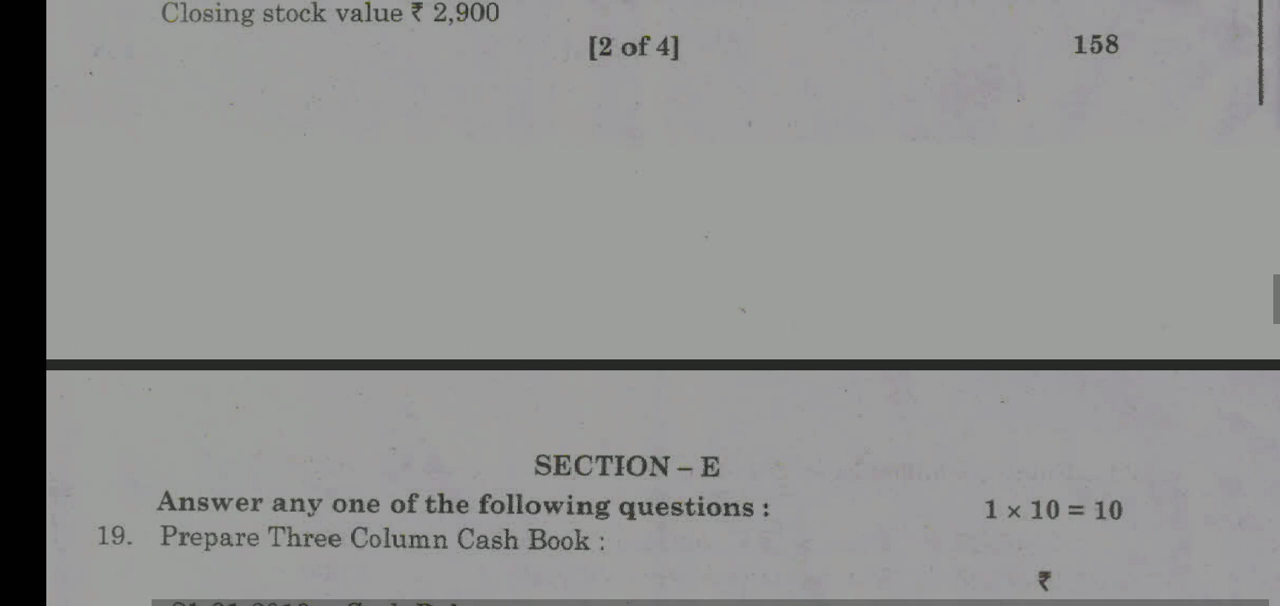 Closing stock value ₹ 2,900
[2 of 4] 158
SECTION – E
Answer any one of the following questions : 1 × 10 = 10
19. Prepare Three Column Cash Book :
₹